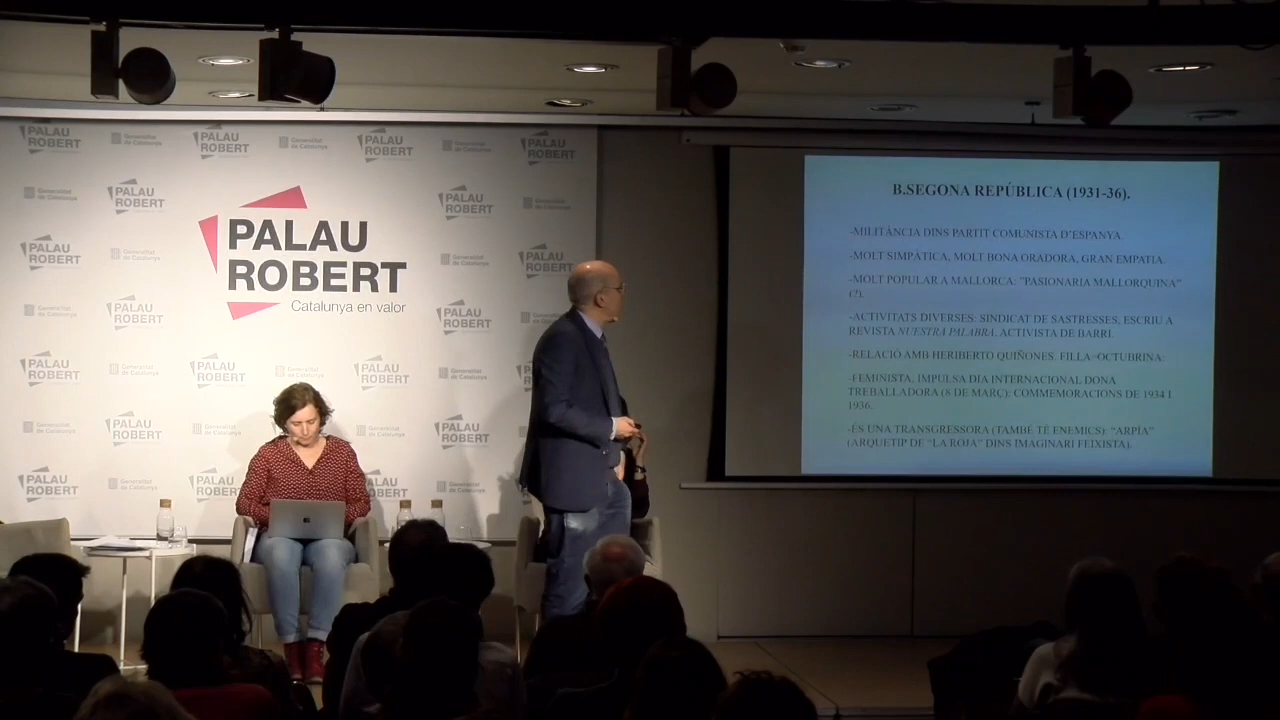 PALAU
ROBERT
Catalunya en valor
Generalitat
de Catalunya
B.SEGONA REPÚBLICA (1931-36).
-MILITÀNCIA DINS PARTIT COMUNISTA D'ESPANYA.
-MOLT SIMPÀTICA, MOLT BONA ORADORA, GRAN EMPATIA.
-MOLT POPULAR A MALLORCA: "PASIONARIA MALLORQUINA"
(?).
-ACTIVITATS DIVERSES: SINDICAT DE SASTRESSES, ESCRIU A
REVISTA NUESTRA PALABRA, ACTIVISTA DE BARRI.
-RELACIÓ AMB HERIBERTO QUIÑONES. FILLA=OCTUBRINA:
-FEMINISTA, IMPULSA DIA INTERNACIONAL DONA
TREBALLADORA (8 DE MARÇ): COMMEMORACIONS DE 1934 I
1936.
-ÉS UNA TRANSGRESSORA (TAMBÉ TÉ ENEMICS): "ARPÍA"
(ARQUETIP DE "LA ROJA" DINS IMAGINARI FEIXISTA).